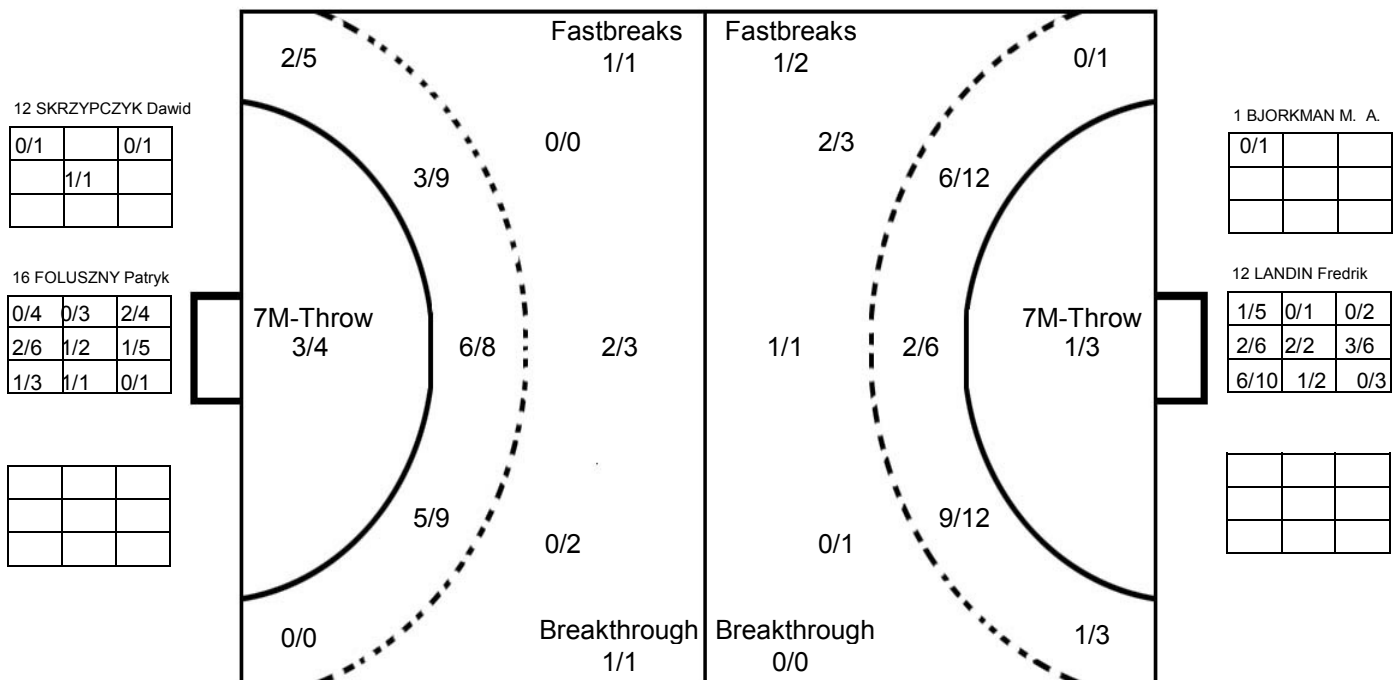 Fastbreaks
1/1
Fastbreaks
1/2
2/5
0/1
12 SKRZYPCZYK Dawid
0/1 0/1
1/1
1 BJORKMAN M. A.
0/1
0/0
2/3
3/9
6/12
16 FOLUSZNY Patryk
0/4 0/3 2/4
2/6 1/2 1/5
1/3 1/1 0/1
12 LANDIN Fredrik
1/5 0/1 0/2
2/6 2/2 3/6
6/10 1/2 0/3
7M-Throw
3/4
6/8
2/3
1/1
2/6
7M-Throw
1/3
5/9
0/2
0/1
9/12
0/0
Breakthrough
1/1
Breakthrough
0/0
1/3